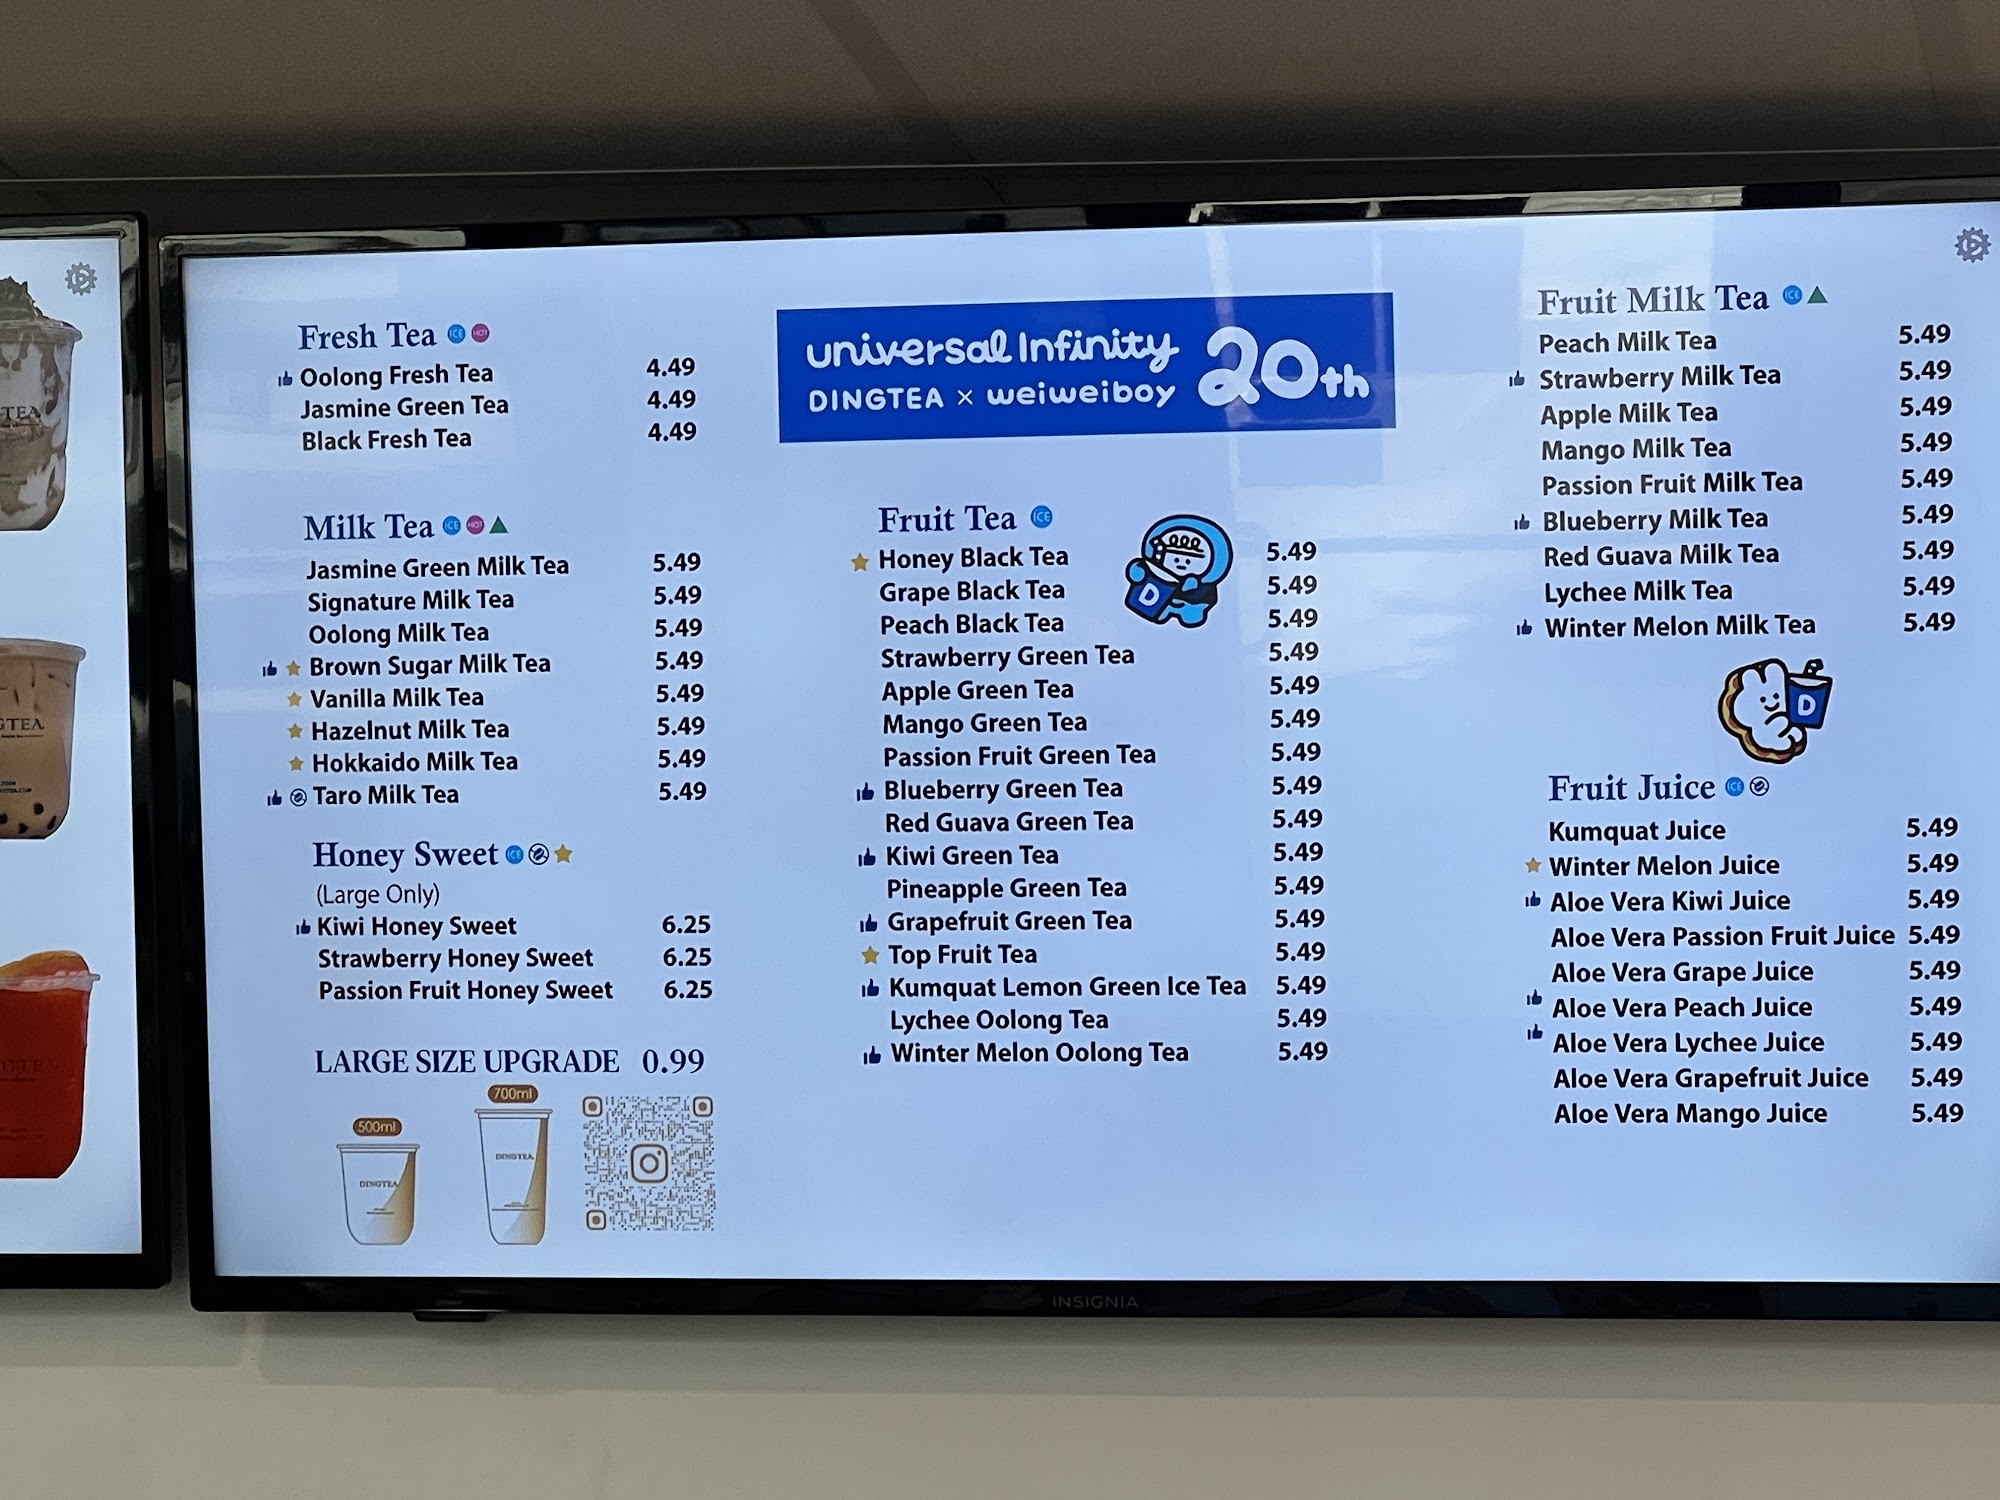 Fresh Tea ICE HOT
Oolong Fresh Tea 4.49
Jasmine Green Tea 4.49
Black Fresh Tea 4.49
Milk Tea ICE HOT
Jasmine Green Milk Tea 5.49
Signature Milk Tea 5.49
Oolong Milk Tea 5.49
Brown Sugar Milk Tea 5.49
Vanilla Milk Tea 5.49
Hazelnut Milk Tea 5.49
Hokkaido Milk Tea 5.49
Taro Milk Tea 5.49
Honey Sweet ICE
(Large Only)
Kiwi Honey Sweet 6.25
Strawberry Honey Sweet 6.25
Passion Fruit Honey Sweet 6.25
LARGE SIZE UPGRADE 0.99
700ml
500ml
DINGTEA
DINGTEA
universal Infinity
DINGTEA × weiweiboy
20th
Fruit Tea ICE
Honey Black Tea 5.49
Grape Black Tea 5.49
Peach Black Tea 5.49
Strawberry Green Tea 5.49
Apple Green Tea 5.49
Mango Green Tea 5.49
Passion Fruit Green Tea 5.49
Blueberry Green Tea 5.49
Red Guava Green Tea 5.49
Kiwi Green Tea 5.49
Pineapple Green Tea 5.49
Grapefruit Green Tea 5.49
Top Fruit Tea 5.49
Kumquat Lemon Green Ice Tea 5.49
Lychee Oolong Tea 5.49
Winter Melon Oolong Tea 5.49
D
Fruit Milk Tea ICE
Peach Milk Tea 5.49
Strawberry Milk Tea 5.49
Apple Milk Tea 5.49
Mango Milk Tea 5.49
Passion Fruit Milk Tea 5.49
Blueberry Milk Tea 5.49
Red Guava Milk Tea 5.49
Lychee Milk Tea 5.49
Winter Melon Milk Tea 5.49
D
Fruit Juice ICE
Kumquat Juice 5.49
Winter Melon Juice 5.49
Aloe Vera Kiwi Juice 5.49
Aloe Vera Passion Fruit Juice 5.49
Aloe Vera Grape Juice 5.49
Aloe Vera Peach Juice 5.49
Aloe Vera Lychee Juice 5.49
Aloe Vera Grapefruit Juice 5.49
Aloe Vera Mango Juice 5.49
INSIGNIA
TEA
GTEA